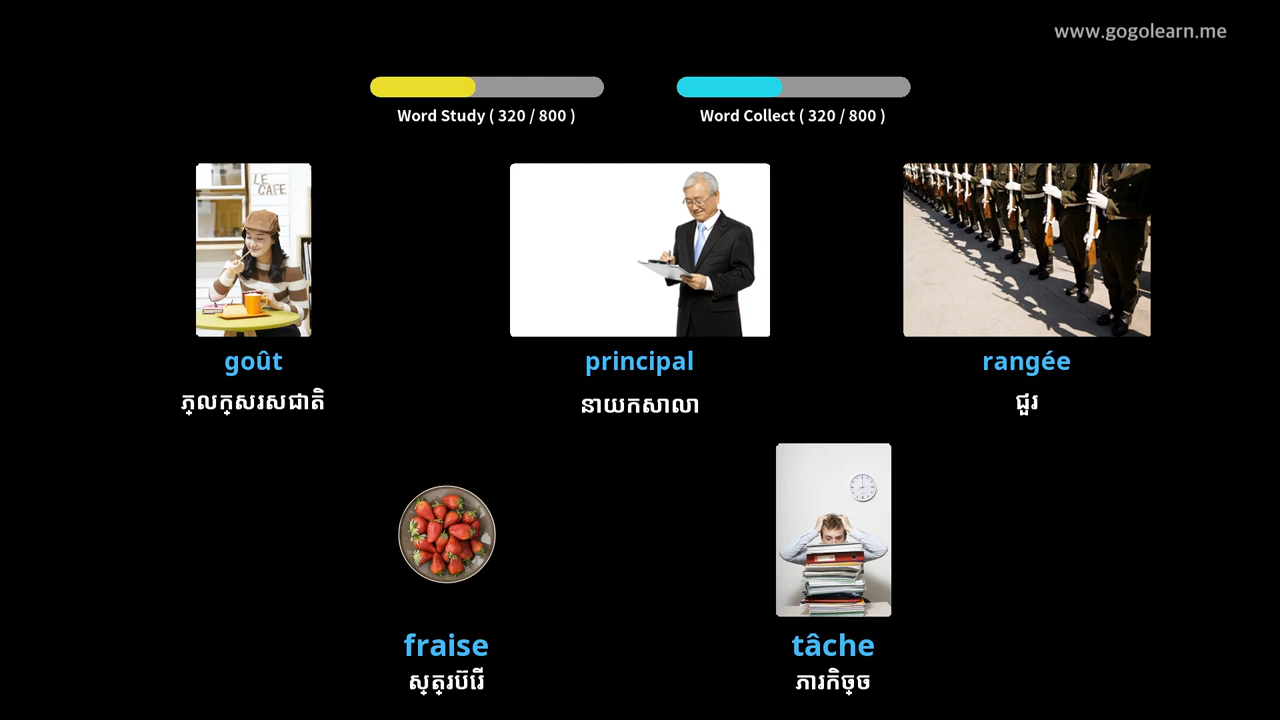 www.gogolearn.me
Word Study ( 320 / 800 )
Word Collect ( 320 / 800 )
LE CAFE
goût
principal
rangée
ភ្លក្សរសជាតិ
នាយកសាលា
ជួរ
fraise
tâche
ស្ត្របឺរី
ភារកិច្ច